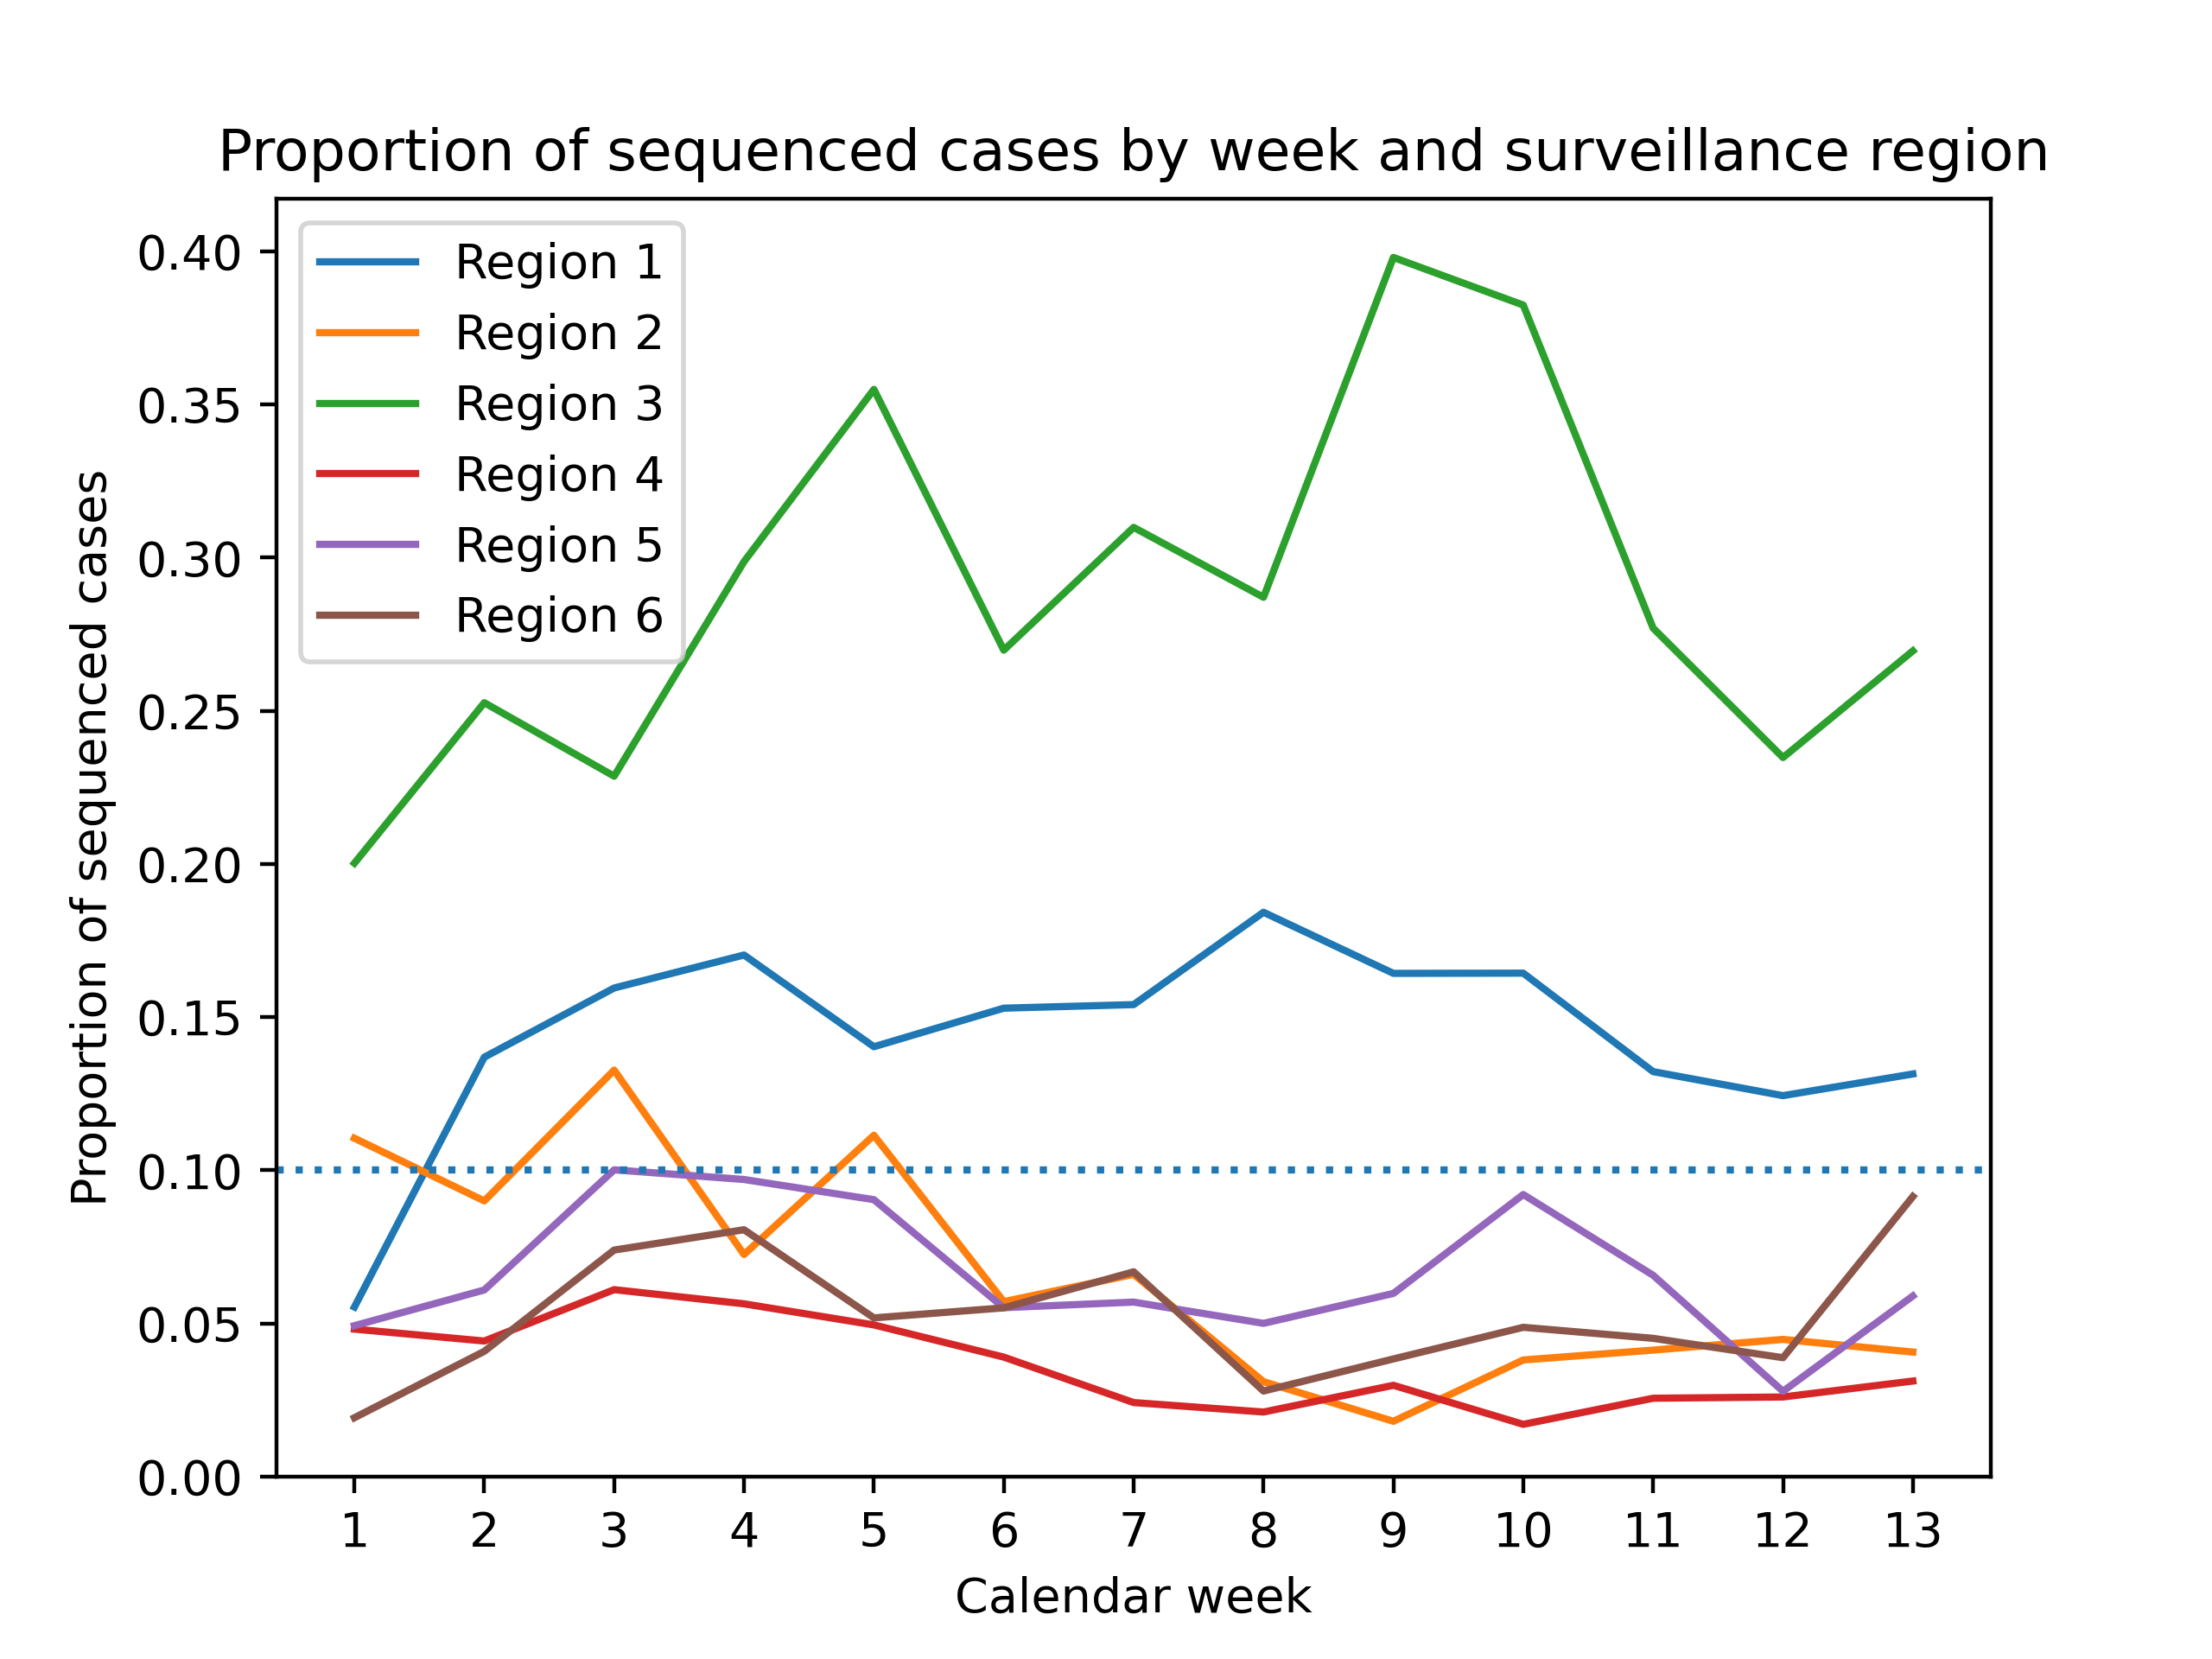 Proportion of sequenced cases by week and surveillance region
Proportion of sequenced cases
0.40
0.35
0.30
0.25
0.20
0.15
0.10
0.05
0.00
Region 1
Region 2
Region 3
Region 4
Region 5
Region 6
1 2 3 4 5 6 7 8 9 10 11 12 13
Calendar week